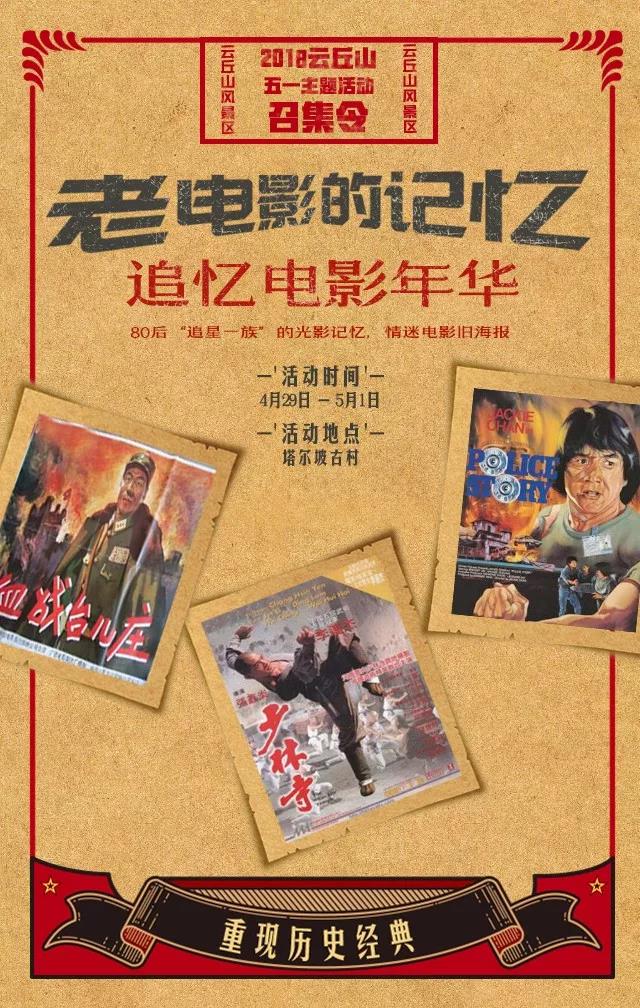 云丘山风景区
2018云丘山
五一主题活动
召集令
云丘山风景区
老电影的记忆
追忆电影年华
80后“追星一族”的光影记忆，情迷电影旧海报
活动时间
4月29日 — 5月1日
活动地点
塔尔坡古村
JACKIE
CHAN
POLICE
STORY
血战台儿庄
少林寺
重现历史经典